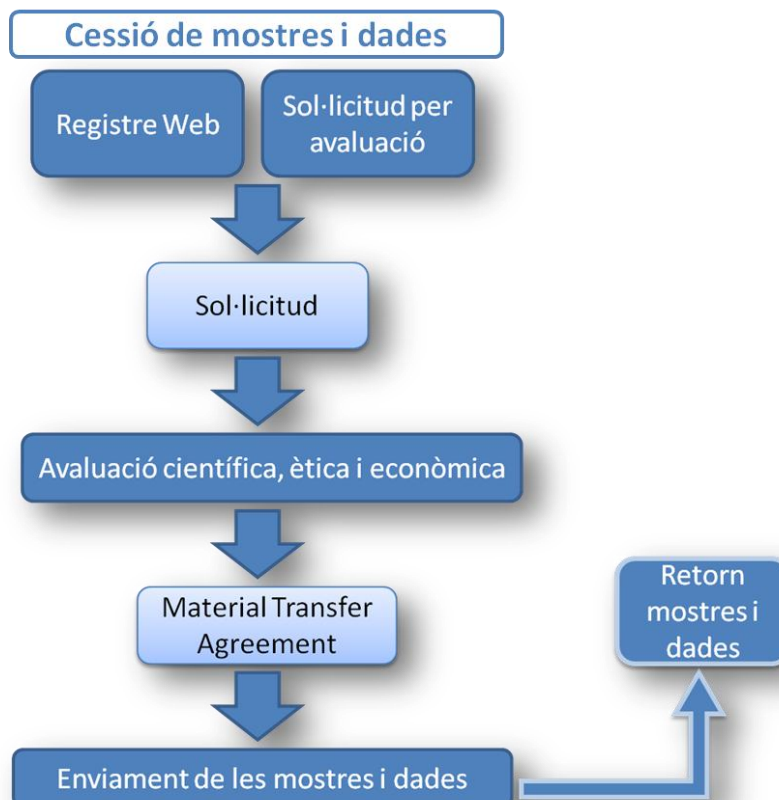 Cessió de mostres i dades
Registre Web
Sol·licitud per
avaluació
Sol·licitud
Avaluació científica, ètica i econòmica
Material Transfer
Agreement
Retorn
mostres i
dades
Enviament de les mostres i dades